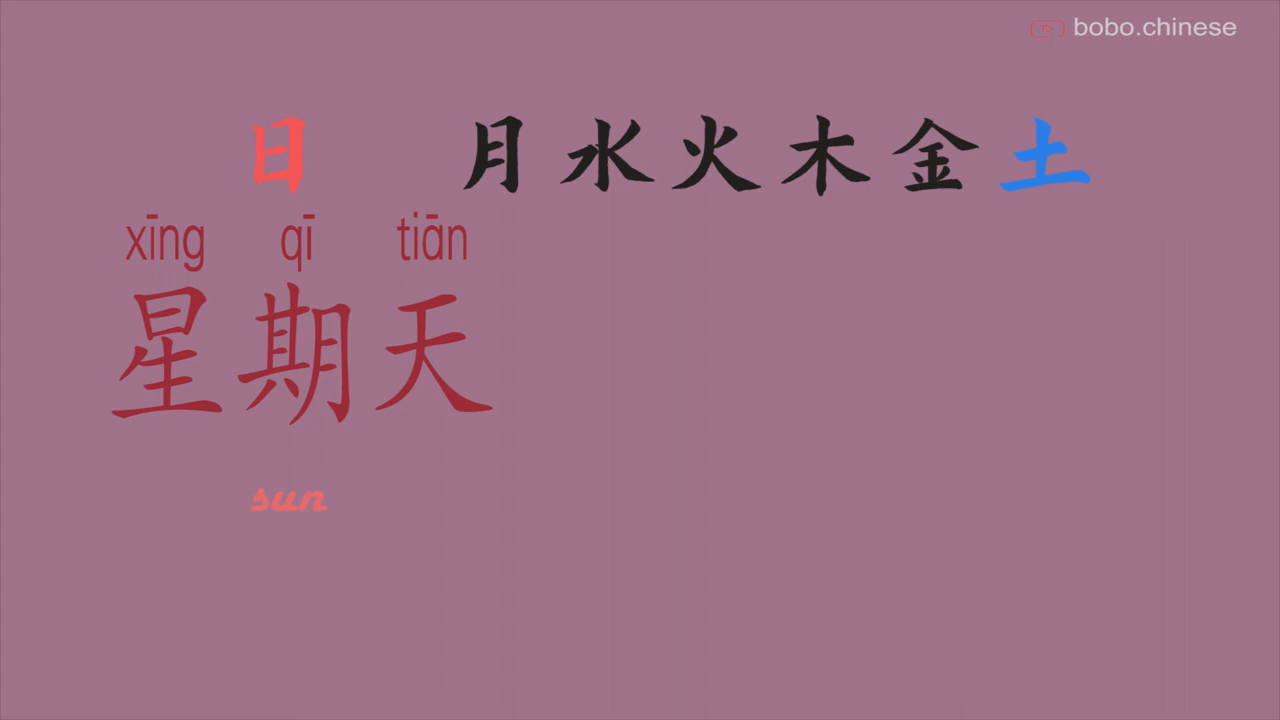 bobo.chinese
日 月水火木金土
xīng qī tiān
星期天
sun